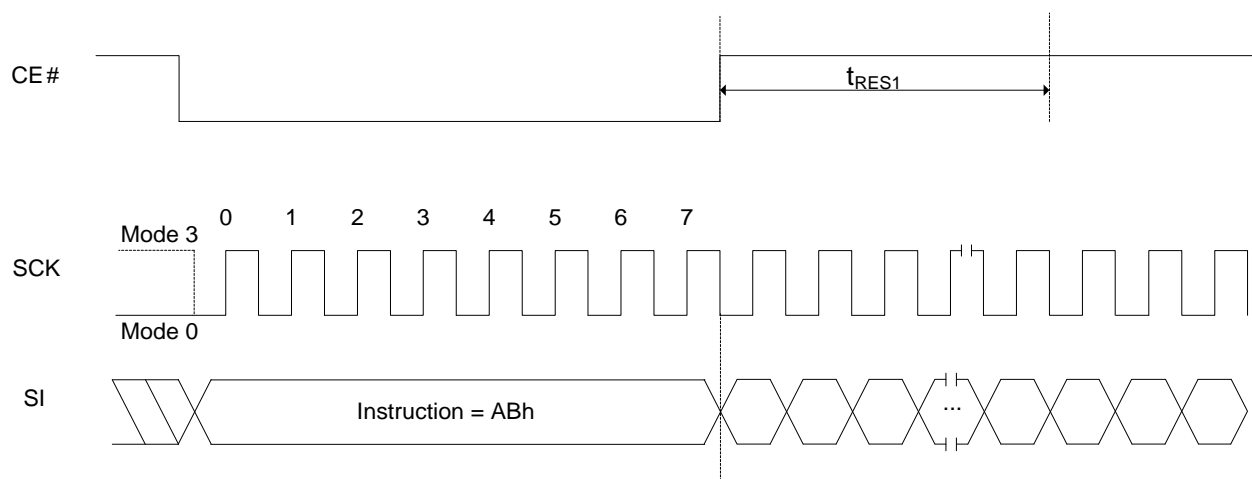 CE#
tRES1
0 1 2 3 4 5 6 7
Mode 3
SCK
Mode 0
SI
Instruction = ABh
...